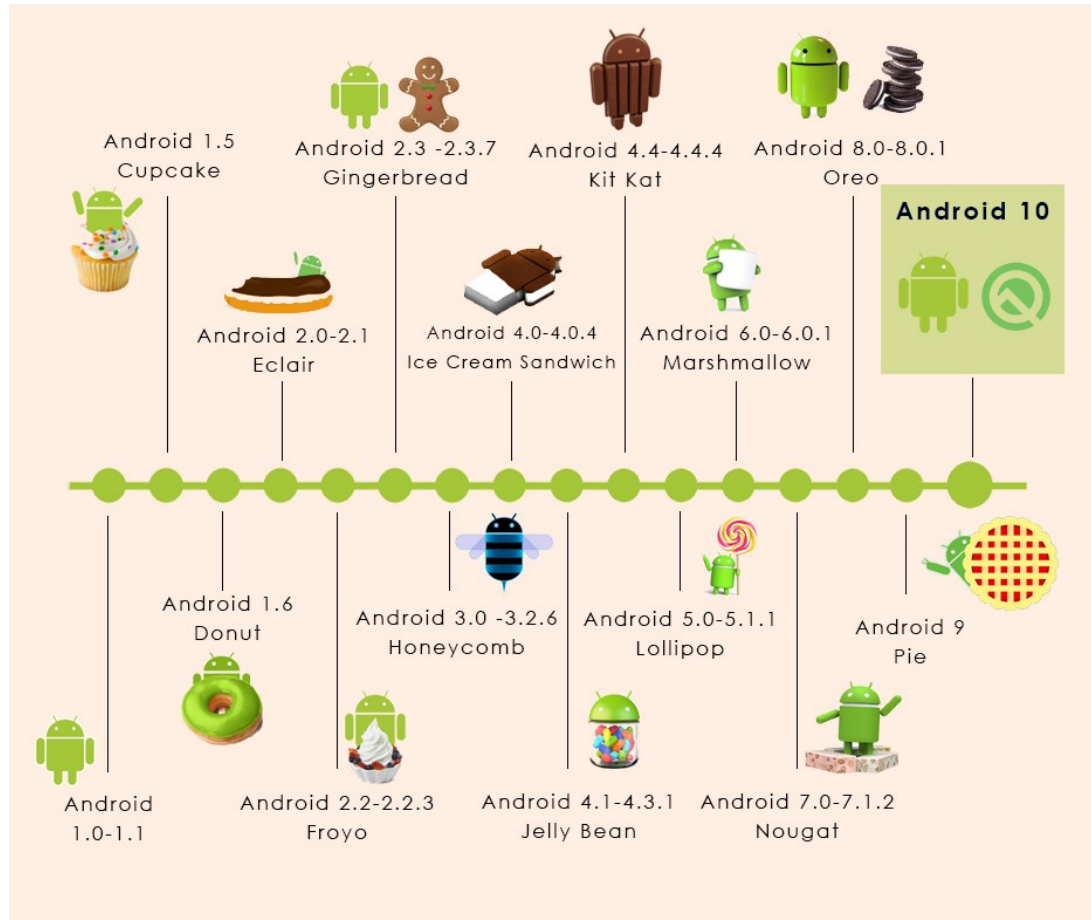 Android 1.5
Cupcake
Android 2.3 -2.3.7
Gingerbread
Android 4.4-4.4.4
Kit Kat
Android 8.0-8.0.1
Oreo
Android 10
Android 2.0-2.1
Eclair
Android 4.0-4.0.4
Ice Cream Sandwich
Android 6.0-6.0.1
Marshmallow
Android 1.6
Donut
Android 3.0 -3.2.6
Honeycomb
Android 5.0-5.1.1
Lollipop
Android 9
Pie
Android
1.0-1.1
Android 2.2-2.2.3
Froyo
Android 4.1-4.3.1
Jelly Bean
Android 7.0-7.1.2
Nougat